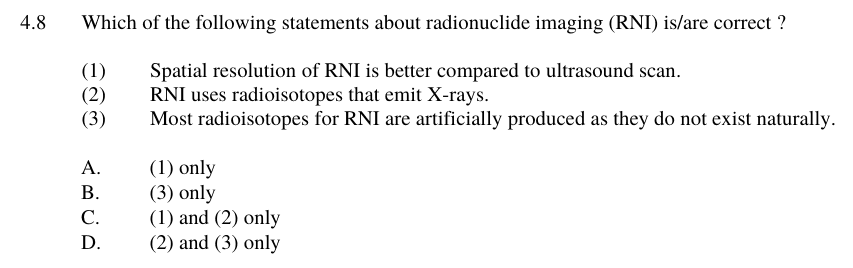 4.8 Which of the following statements about radionuclide imaging (RNI) is/are correct ?
(1) Spatial resolution of RNI is better compared to ultrasound scan.
(2) RNI uses radioisotopes that emit X-rays.
(3) Most radioisotopes for RNI are artificially produced as they do not exist naturally.
A. (1) only
B. (3) only
C. (1) and (2) only
D. (2) and (3) only